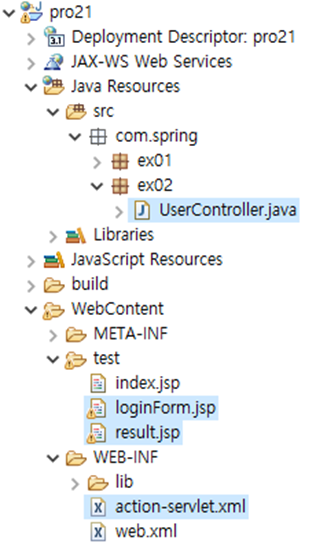 pro21
Deployment Descriptor: pro21
JAX-WS Web Services
Java Resources
src
com.spring
ex01
ex02
UserController.java
Libraries
JavaScript Resources
build
WebContent
META-INF
test
index.jsp
loginForm.jsp
result.jsp
WEB-INF
lib
action-servlet.xml
web.xml